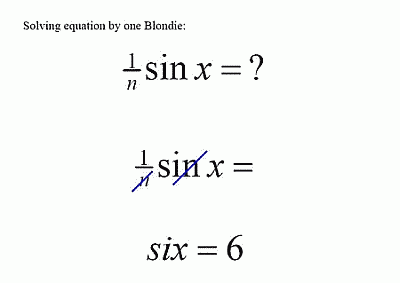 Solving equation by one Blondie:
1/n sin x = ?
1/n sin x =
six = 6